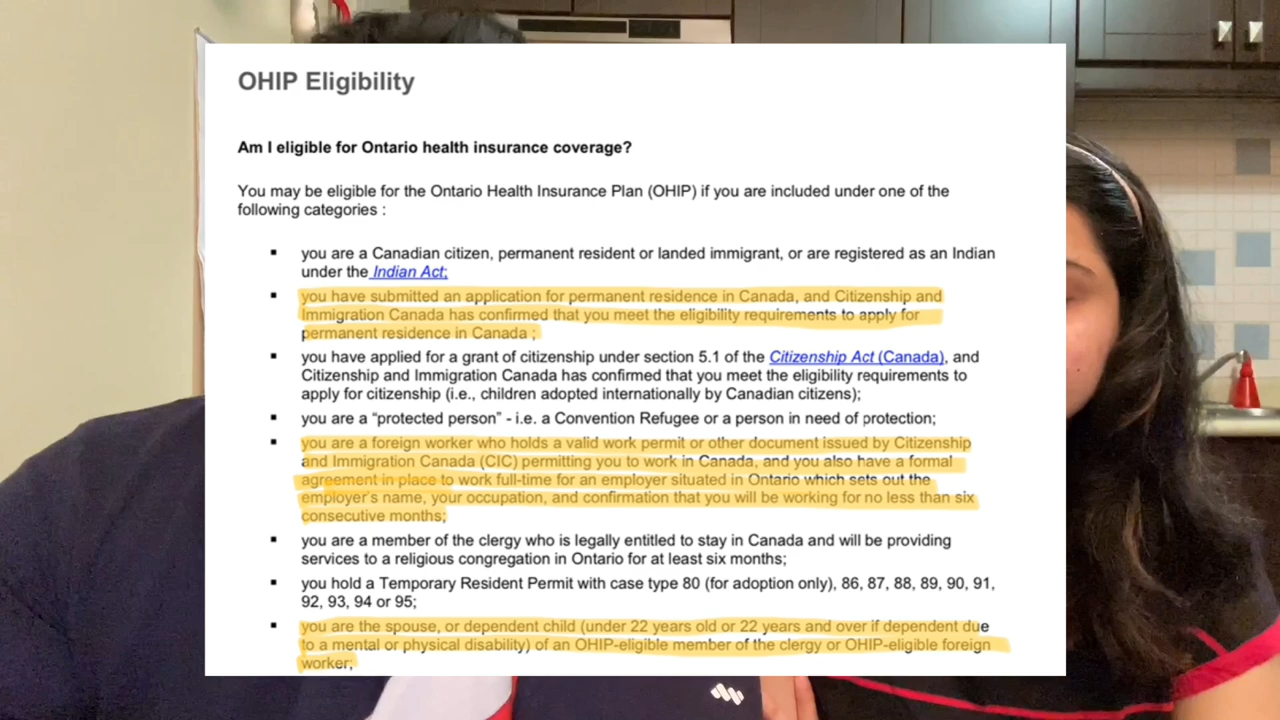 OHIP Eligibility
Am I eligible for Ontario health insurance coverage?
You may be eligible for the Ontario Health Insurance Plan (OHIP) if you are included under one of the
following categories :
▪ you are a Canadian citizen, permanent resident or landed immigrant, or are registered as an Indian
under the Indian Act;
▪ you have submitted an application for permanent residence in Canada, and Citizenship and
Immigration Canada has confirmed that you meet the eligibility requirements to apply for
permanent residence in Canada ;
▪ you have applied for a grant of citizenship under section 5.1 of the Citizenship Act (Canada), and
Citizenship and Immigration Canada has confirmed that you meet the eligibility requirements to
apply for citizenship (i.e., children adopted internationally by Canadian citizens);
▪ you are a “protected person” - i.e. a Convention Refugee or a person in need of protection;
▪ you are a foreign worker who holds a valid work permit or other document issued by Citizenship
and Immigration Canada (CIC) permitting you to work in Canada, and you also have a formal
agreement in place to work full-time for an employer situated in Ontario which sets out the
employer's name, your occupation, and confirmation that you will be working for no less than six
consecutive months;
▪ you are a member of the clergy who is legally entitled to stay in Canada and will be providing
services to a religious congregation in Ontario for at least six months;
▪ you hold a Temporary Resident Permit with case type 80 (for adoption only), 86, 87, 88, 89, 90, 91,
92, 93, 94 or 95;
▪ you are the spouse, or dependent child (under 22 years old or 22 years and over if dependent due
to a mental or physical disability) of an OHIP-eligible member of the clergy or OHIP-eligible foreign
worker;